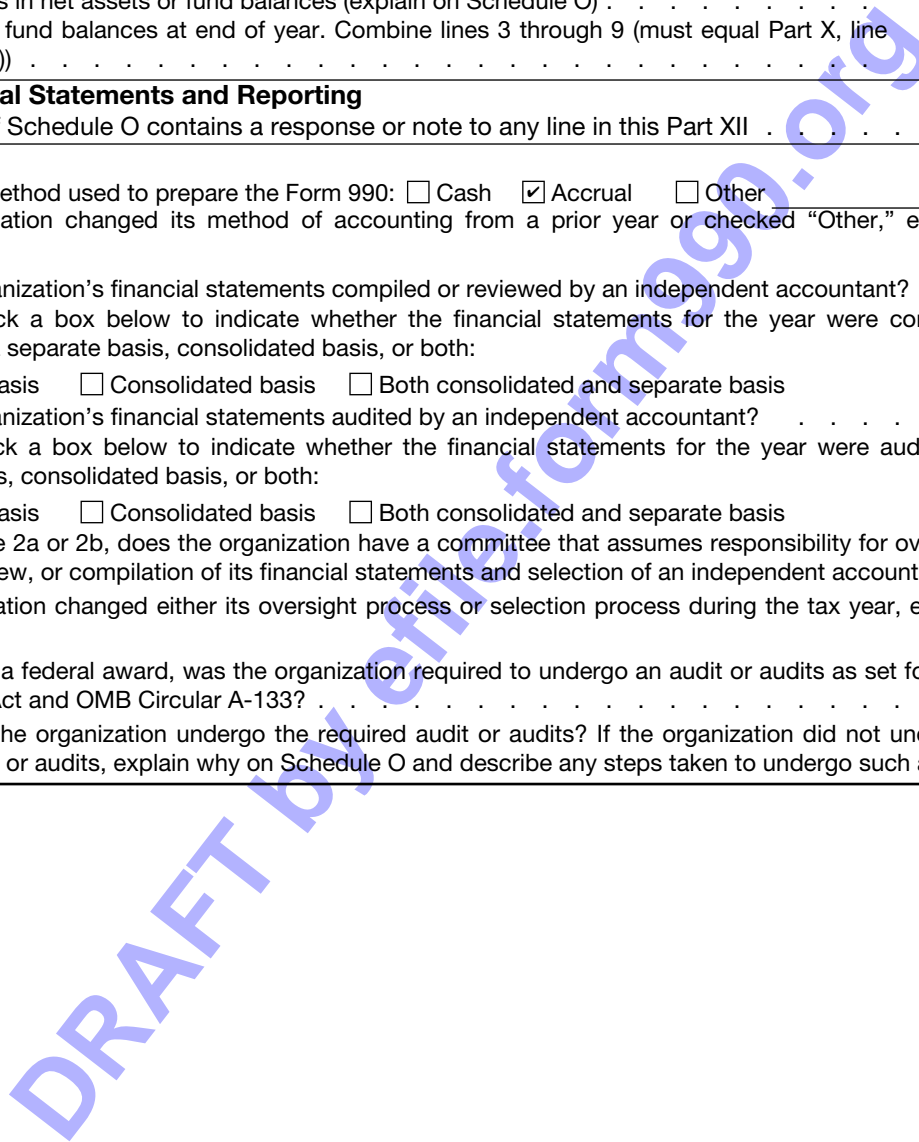 s in net assets or fund balances (explain on Schedule O) . . . . . . . . .
fund balances at end of year. Combine lines 3 through 9 (must equal Part X, line
)) . . . . . . . . . . . . . . . . . . . . . . .
al Statements and Reporting
Schedule O contains a response or note to any line in this Part XII . . . . .
ethod used to prepare the Form 990: ☐ Cash ☑ Accrual ☐ Other
ation changed its method of accounting from a prior year or checked “Other,” e
anization’s financial statements compiled or reviewed by an independent accountant?
ck a box below to indicate whether the financial statements for the year were cor
separate basis, consolidated basis, or both:
asis ☐ Consolidated basis ☐ Both consolidated and separate basis
anization’s financial statements audited by an independent accountant? . . . .
ck a box below to indicate whether the financial statements for the year were aud
s, consolidated basis, or both:
asis ☐ Consolidated basis ☐ Both consolidated and separate basis
e 2a or 2b, does the organization have a committee that assumes responsibility for ov
ew, or compilation of its financial statements and selection of an independent account
ation changed either its oversight process or selection process during the tax year, e
a federal award, was the organization required to undergo an audit or audits as set fo
Act and OMB Circular A-133? . . . . . . . . . . . . . . . . . . .
he organization undergo the required audit or audits? If the organization did not und
or audits, explain why on Schedule O and describe any steps taken to undergo such a
DRAFT by efile.form990.org